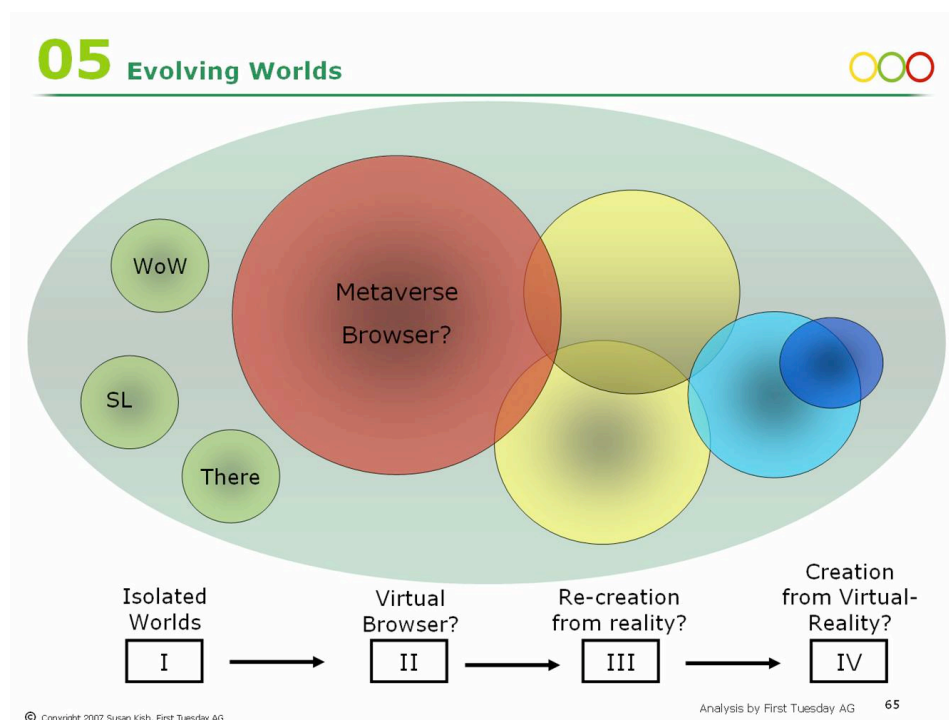 05 Evolving Worlds
WoW
SL
There
Metaverse
Browser?
Isolated
Worlds
I
Virtual
Browser?
II
Re-creation
from reality?
III
Creation
from Virtual-
Reality?
IV
© Copyright 2007 Susan Kish, First Tuesday AG
Analysis by First Tuesday AG
65